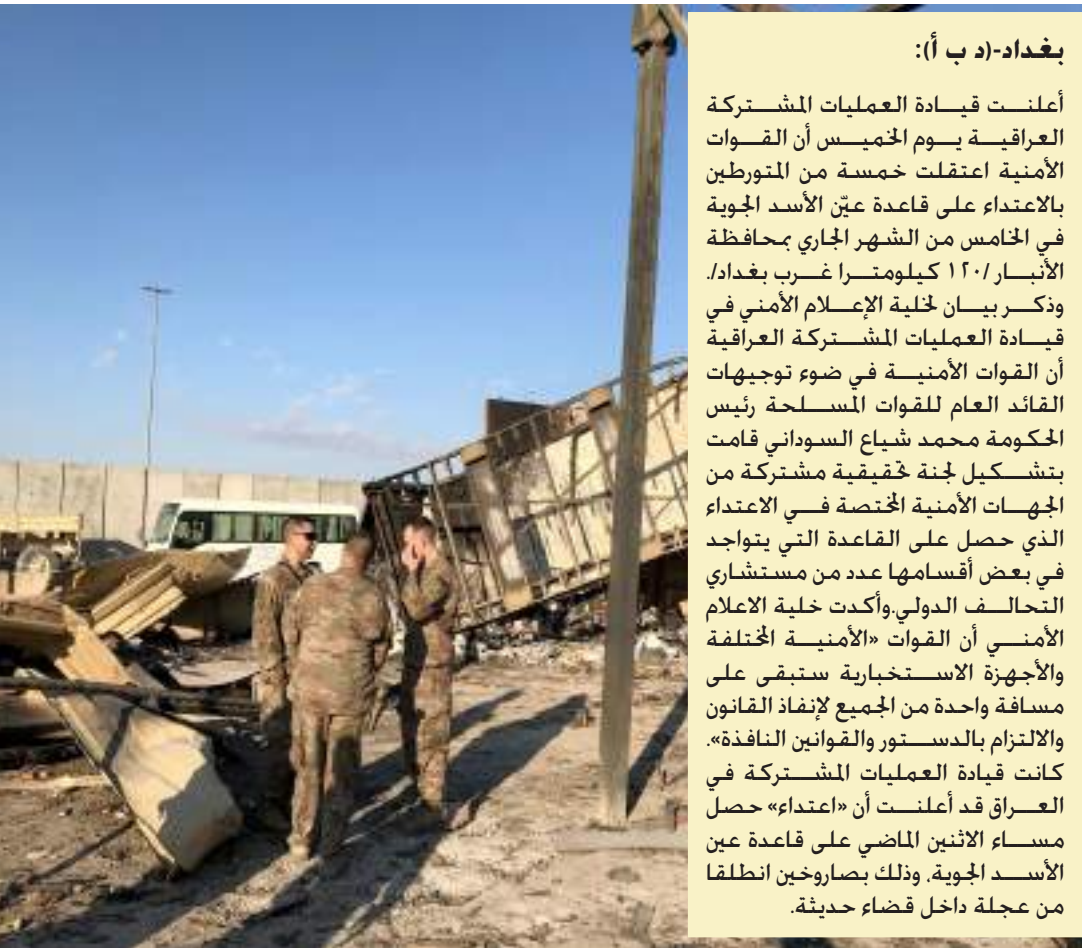 بغداد-(د ب أ):
أعلنت قيادة العمليات المشتركة
العراقية يوم الخميس أن القوات
الأمنية اعتقلت خمسة من المتورطين
بالاعتداء على قاعدة عيّن الأسد الجوية
في الخامس من الشهر الجاري بمحافظة
الأنبار /١٢٠ كيلومترا غرب بغداد/.
وذكر بيان لخلية الإعلام الأمني في
قيادة العمليات المشتركة العراقية
أن القوات الأمنية في ضوء توجيهات
القائد العام للقوات المسلحة رئيس
الحكومة محمد شياع السوداني قامت
بتشكيل لجنة تحقيقية مشتركة من
الجهات الأمنية المختصة في الاعتداء
الذي حصل على القاعدة التي يتواجد
في بعض أقسامها عدد من مستشاري
التحالف الدولي.وأكدت خلية الاعلام
الأمني أن القوات «الأمنية المختلفة
والأجهزة الاستخبارية ستبقى على
مسافة واحدة من الجميع لإنفاذ القانون
والالتزام بالدستور والقوانين النافذة».
كانت قيادة العمليات المشتركة في
العراق قد أعلنت أن «اعتداء» حصل
مساء الاثنين الماضي على قاعدة عين
الأسد الجوية، وذلك بصاروخين انطلقا
من عجلة داخل قضاء حديثة.